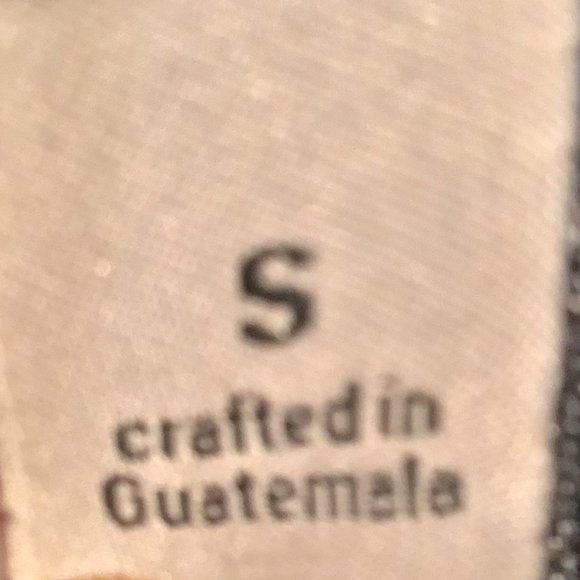 S
crafted in
Guatemala